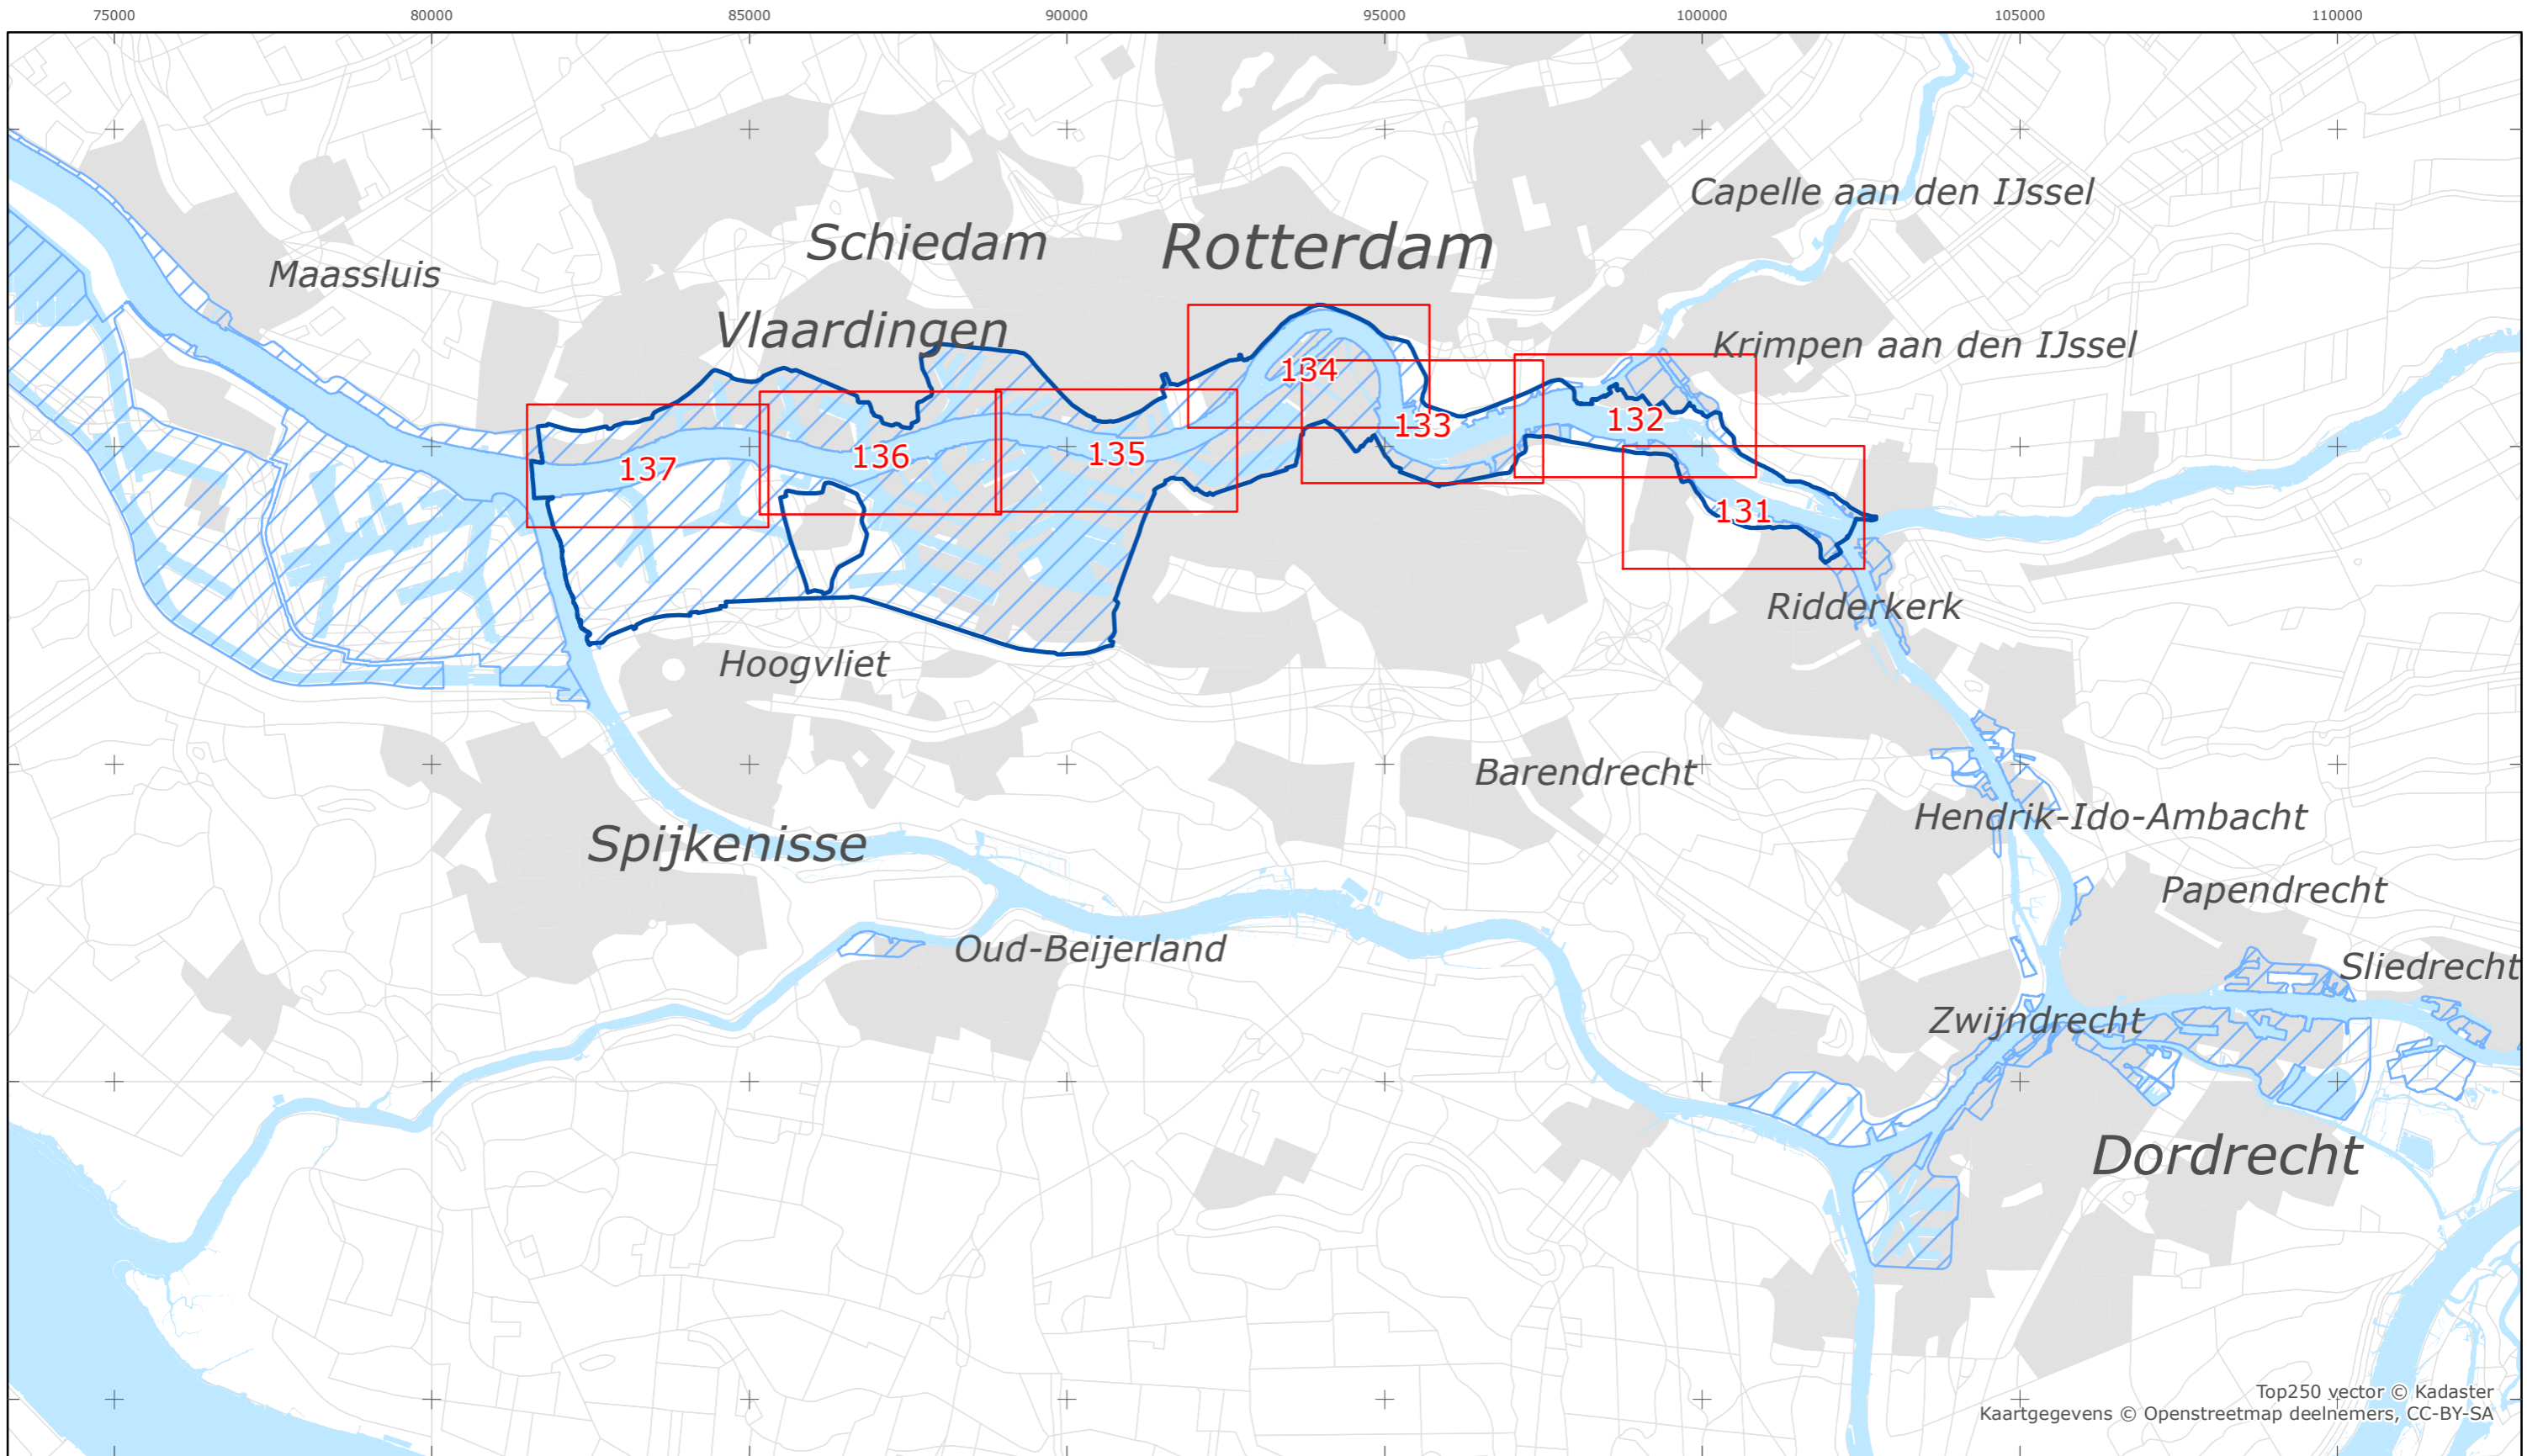 75000 80000 85000 90000 95000 100000 105000 110000
Capelle aan den IJssel
Schiedam
Rotterdam
Maassluis
Vlaardingen
Krimpen aan den IJssel
134
133
132
137
136
135
131
Ridderkerk
Hoogvliet
Barendrecht
Hendrik-Ido-Ambacht
Spijkenisse
Papendrecht
Oud-Beijerland
Sliedrecht
Zwijndrecht
Dordrecht
Top250 vector © Kadaster
Kaartgegevens © Openstreetmap deelnemers, CC-BY-SA